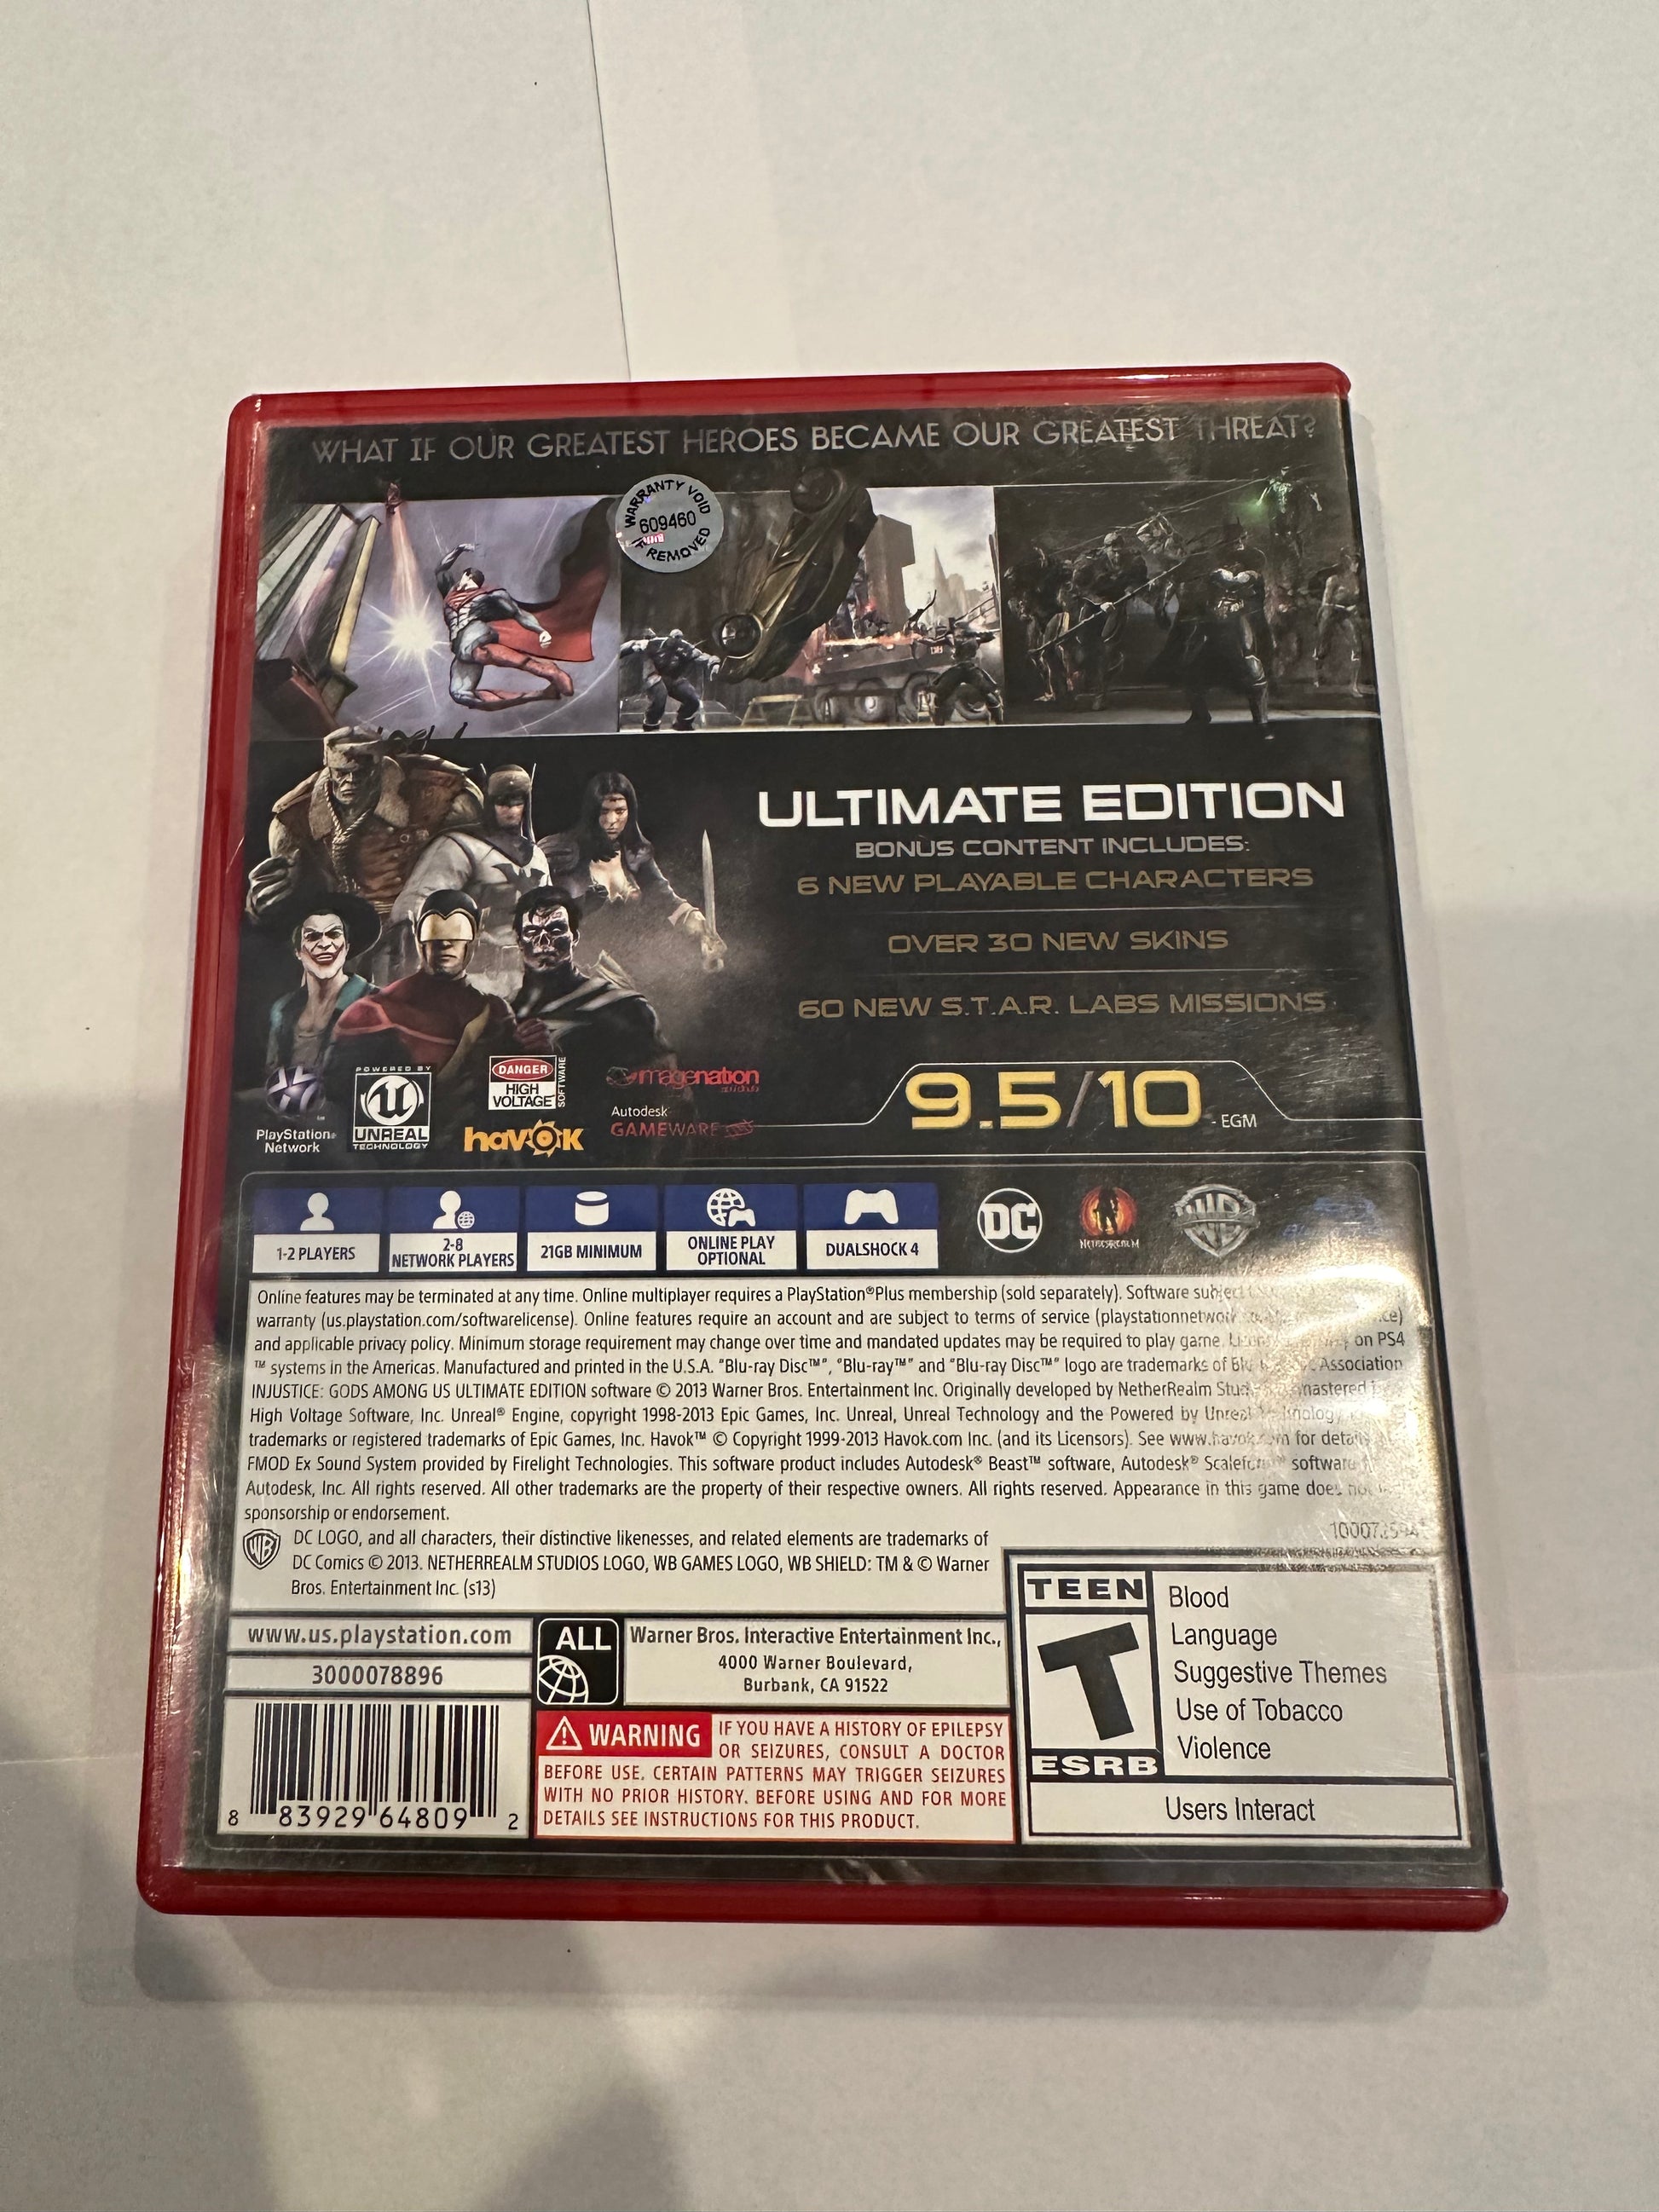 WHAT IF OUR GREATEST HEROES BECAME OUR GREATEST THREAT?
WARRANTY VOID
609460
IF REMOVED
ULTIMATE EDITION
BONUS CONTENT INCLUDES:
6 NEW PLAYABLE CHARACTERS
OVER 30 NEW SKINS
60 NEW S.T.A.R. LABS MISSIONS
PlayStation®
Network
POWERED BY
UNREAL
TECHNOLOGY
DANGER
HIGH
VOLTAGE
SOFTWARE
havok
imagenation
Autodesk
GAMEWARE
9.5/10 - EGM
1-2 PLAYERS
2-8
NETWORK PLAYERS
21GB MINIMUM
ONLINE PLAY
OPTIONAL
DUALSHOCK 4
DC
NETHERREALM
WB
Online features may be terminated at any time. Online multiplayer requires a PlayStation®Plus membership (sold separately). Software subject
warranty (us.playstation.com/softwarelicense). Online features require an account and are subject to terms of service (playstationnetwork
and applicable privacy policy. Minimum storage requirement may change over time and mandated updates may be required to play game. on PS4
™ systems in the Americas. Manufactured and printed in the U.S.A. "Blu-ray Disc™", "Blu-ray™" and "Blu-ray Disc™" logo are trademarks of Association
INJUSTICE: GODS AMONG US ULTIMATE EDITION software © 2013 Warner Bros. Entertainment Inc. Originally developed by NetherRealm
High Voltage Software, Inc. Unreal® Engine, copyright 1998-2013 Epic Games, Inc. Unreal, Unreal Technology and the Powered by Unreal
trademarks or registered trademarks of Epic Games, Inc. Havok™ © Copyright 1999-2013 Havok.com Inc. (and its Licensors). See www.havok.com for details
FMOD Ex Sound System provided by Firelight Technologies. This software product includes Autodesk® Beast™ software, Autodesk® Scaleform® software
Autodesk, Inc. All rights reserved. All other trademarks are the property of their respective owners. All rights reserved. Appearance in this game does not
sponsorship or endorsement.
WB
DC LOGO, and all characters, their distinctive likenesses, and related elements are trademarks of
DC Comics © 2013. NETHERREALM STUDIOS LOGO, WB GAMES LOGO, WB SHIELD: TM & © Warner
Bros. Entertainment Inc. (s13)
www.us.playstation.com
3000078896
ALL
Warner Bros. Interactive Entertainment Inc.,
4000 Warner Boulevard,
Burbank, CA 91522
8 83929 64809 2
WARNING IF YOU HAVE A HISTORY OF EPILEPSY
OR SEIZURES, CONSULT A DOCTOR
BEFORE USE. CERTAIN PATTERNS MAY TRIGGER SEIZURES
WITH NO PRIOR HISTORY. BEFORE USING AND FOR MORE
DETAILS SEE INSTRUCTIONS FOR THIS PRODUCT.
TEEN
T
ESRB
Blood
Language
Suggestive Themes
Use of Tobacco
Violence
Users Interact